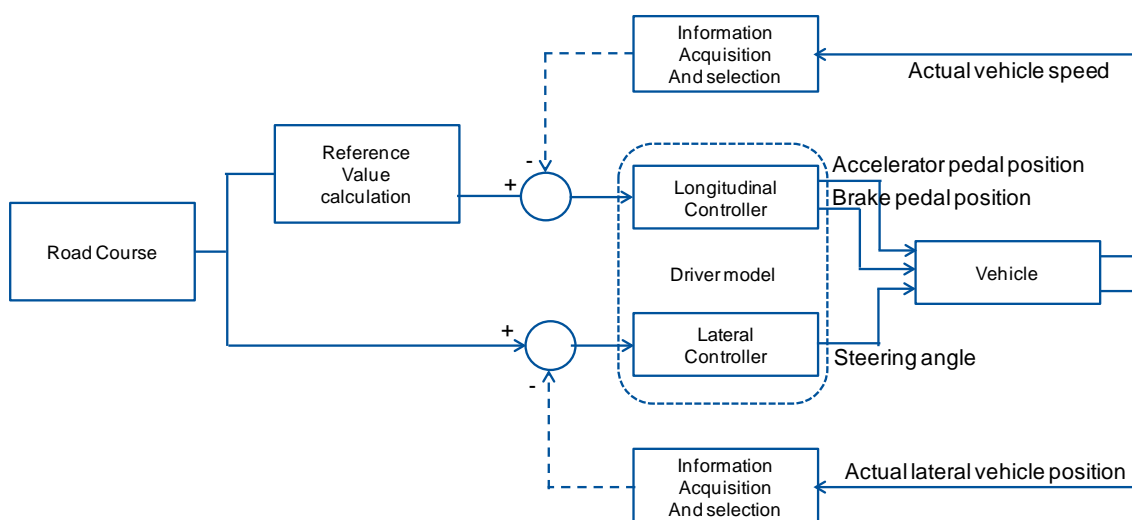 Information
Acquisition
And selection
Actual vehicle speed
Reference
Value
calculation
-
+
Accelerator pedal position
Longitudinal
Controller
Brake pedal position
Road Course
Driver model
Vehicle
+
Lateral
Controller
Steering angle
-
Information
Acquisition
And selection
Actual lateral vehicle position